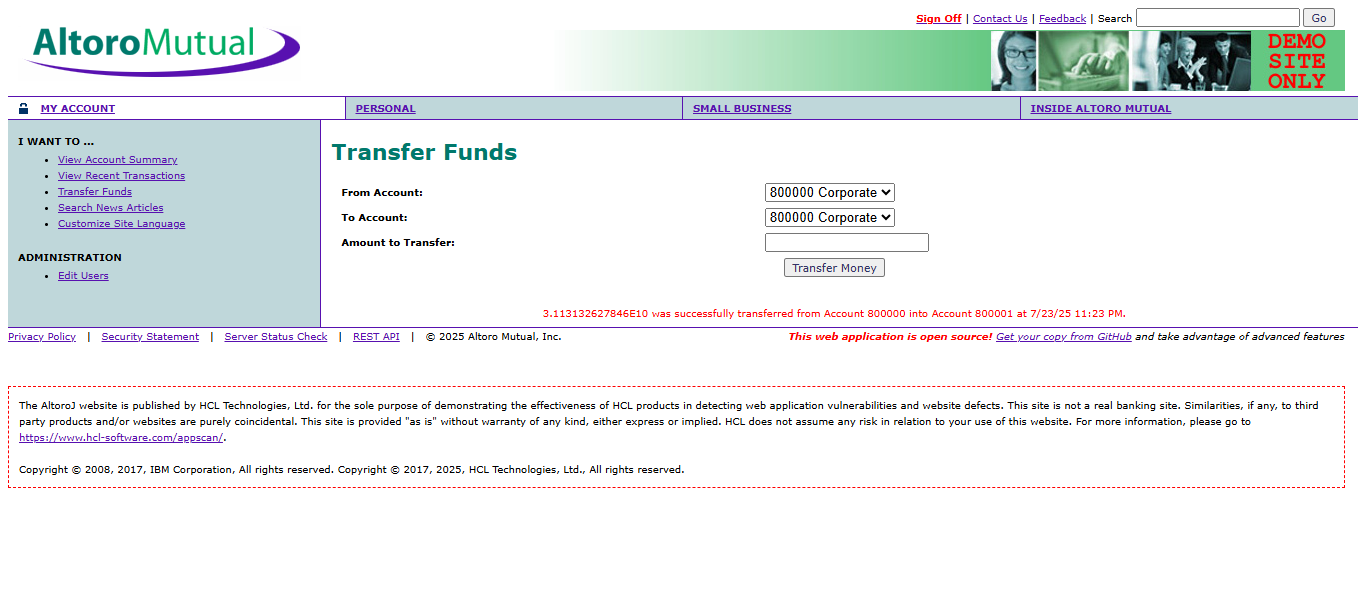 Sign Off | Contact Us | Feedback | Search Go
AltoroMutual
DEMO
SITE
ONLY
MY ACCOUNT PERSONAL SMALL BUSINESS INSIDE ALTORO MUTUAL
I WANT TO ...
• View Account Summary
• View Recent Transactions
• Transfer Funds
• Search News Articles
• Customize Site Language
ADMINISTRATION
• Edit Users
Transfer Funds
From Account: 800000 Corporate
To Account: 800000 Corporate
Amount to Transfer:
Transfer Money
3.113132627846E10 was successfully transferred from Account 800000 into Account 800001 at 7/23/25 11:23 PM.
Privacy Policy | Security Statement | Server Status Check | REST API | © 2025 Altoro Mutual, Inc. This web application is open source! Get your copy from GitHub and take advantage of advanced features
The AltoroJ website is published by HCL Technologies, Ltd. for the sole purpose of demonstrating the effectiveness of HCL products in detecting web application vulnerabilities and website defects. This site is not a real banking site. Similarities, if any, to third
party products and/or websites are purely coincidental. This site is provided "as is" without warranty of any kind, either express or implied. HCL does not assume any risk in relation to your use of this website. For more information, please go to
https://www.hcl-software.com/appscan/.
Copyright © 2008, 2017, IBM Corporation, All rights reserved. Copyright © 2017, 2025, HCL Technologies, Ltd., All rights reserved.